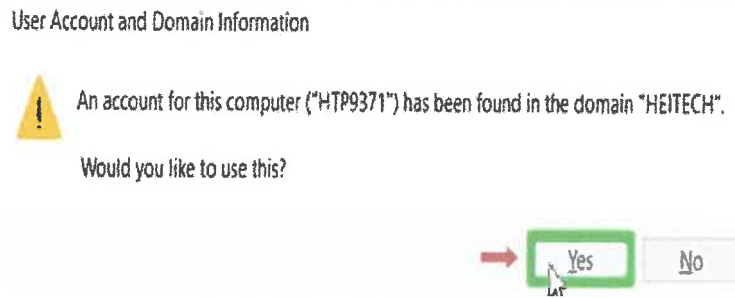 User Account and Domain Information
An account for this computer ("HTP9371") has been found in the domain "HEITECH".
Would you like to use this?
Yes No